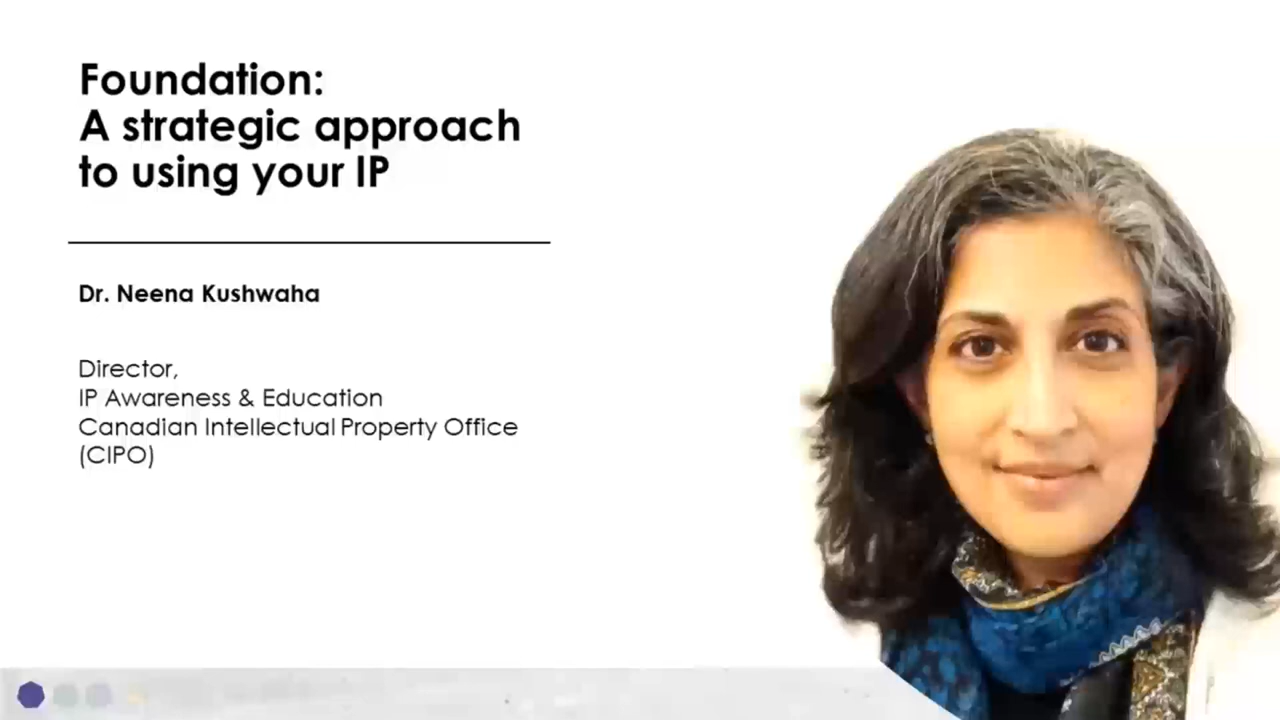 Foundation:
A strategic approach
to using your IP
Dr. Neena Kushwaha
Director,
IP Awareness & Education
Canadian Intellectual Property Office
(CIPO)